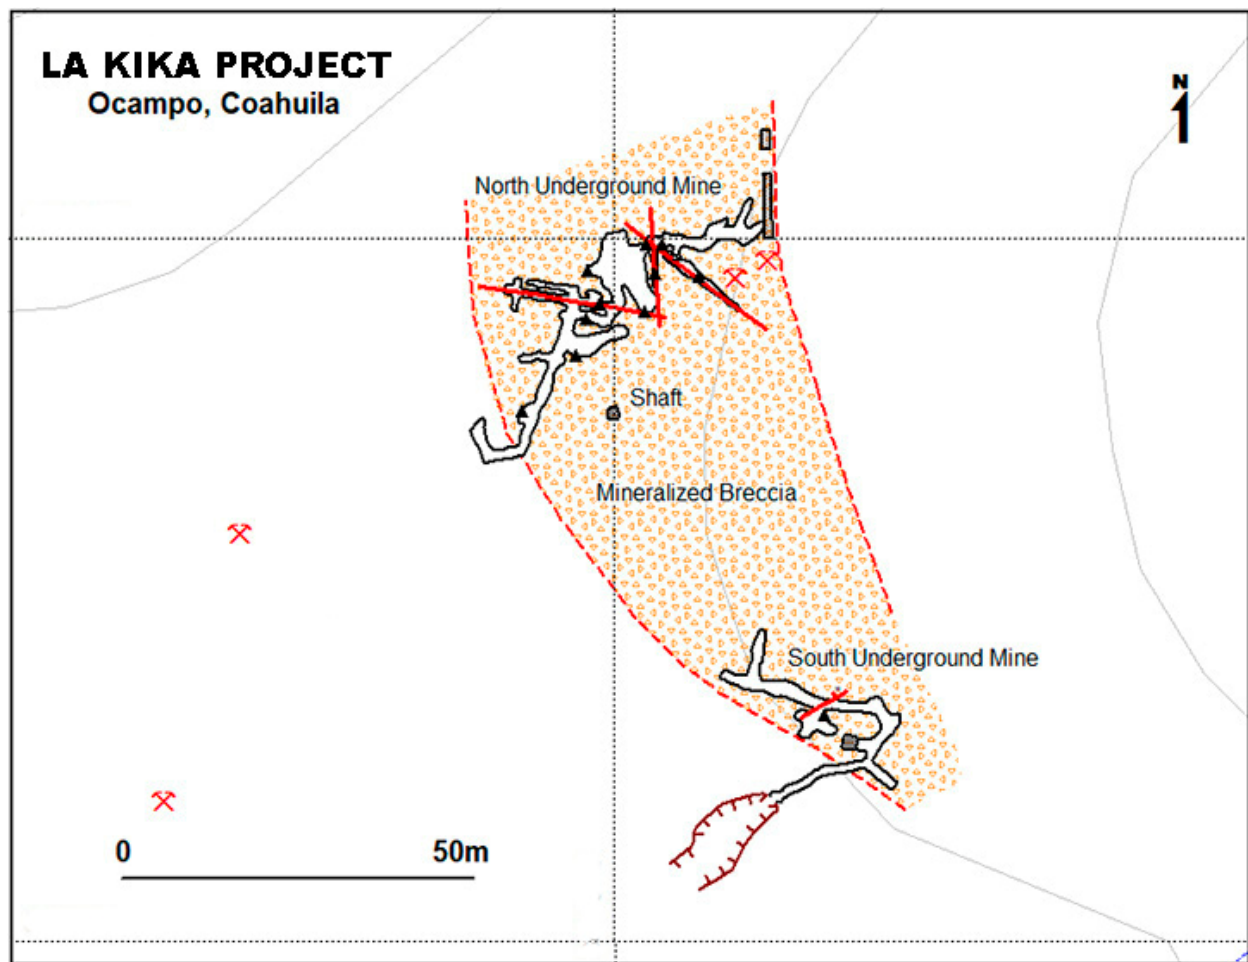 LA KIKA PROJECT
Ocampo, Coahuila
N
North Underground Mine
Shaft
Mineralized Breccia
South Underground Mine
0 50m